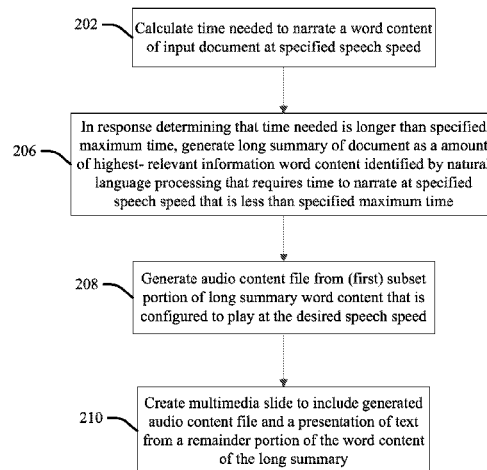 202
Calculate time needed to narrate a word content
of input document at specified speech speed
206
In response determining that time needed is longer than specified
maximum time, generate long summary of document as a amount
of highest- relevant information word content identified by natural
language processing that requires time to narrate at specified
speech speed that is less than specified maximum time
208
Generate audio content file from (first) subset
portion of long summary word content that is
configured to play at the desired speech speed
210
Create multimedia slide to include generated
audio content file and a presentation of text
from a remainder portion of the word content
of the long summary